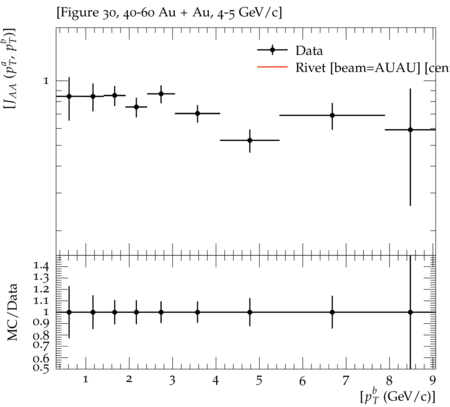 [Figure 30, 40-60 Au + Au, 4-5 GeV/c]
[J_AA (p_T^a, p_T^b)]
1
Data
Rivet [beam=AUAU] [cen
MC/Data
1.4
1.3
1.2
1.1
1
0.9
0.8
0.7
0.6
0.5
1 2 3 4 5 6 7 8 9
[p_T^b (GeV/c)]